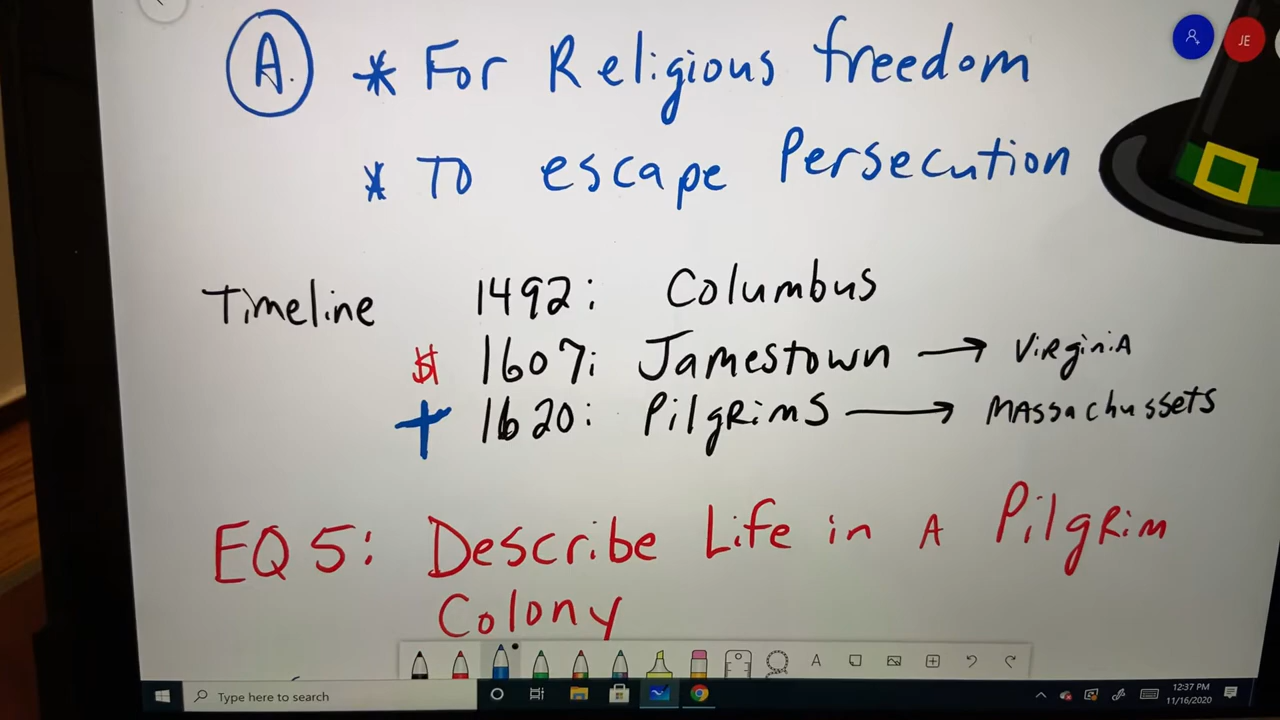 JE
A. * For Religious freedom
* To escape Persecution
Timeline 1492: Columbus
$ 1607: Jamestown → Virginia
+ 1620: Pilgrims → Massachussets
EQ 5: Describe Life in A Pilgrim
Colony
A
Type here to search
12:37 PM
11/16/2020